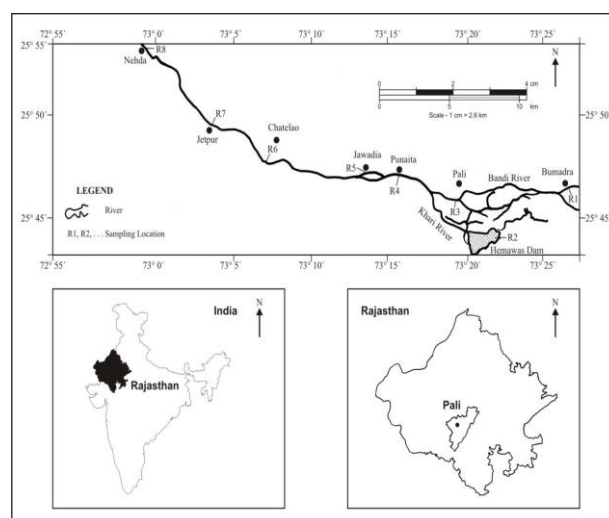 72° 55' 73° 0' 73° 5' 73° 10' 73° 15' 73° 20' 73° 25'
25° 55'
R8
Nehda
N
0 2 4 cm
0 5 10 km
Scale - 1 cm = 2.6 km
25° 50'
R7
Jetpur
Chatelao
R6
Jawadia
R5
Punaita
R4
Pali
Bandi River
Bumadra
R1
R3
LEGEND
River
R1, R2, . . . Sampling Location
25° 45'
25° 45'
Khari River
R2
Hemawas Dam
72° 55' 73° 0' 73° 5' 73° 10' 73° 15' 73° 20' 73° 25'
India
N
Rajasthan
Rajasthan
N
Pali